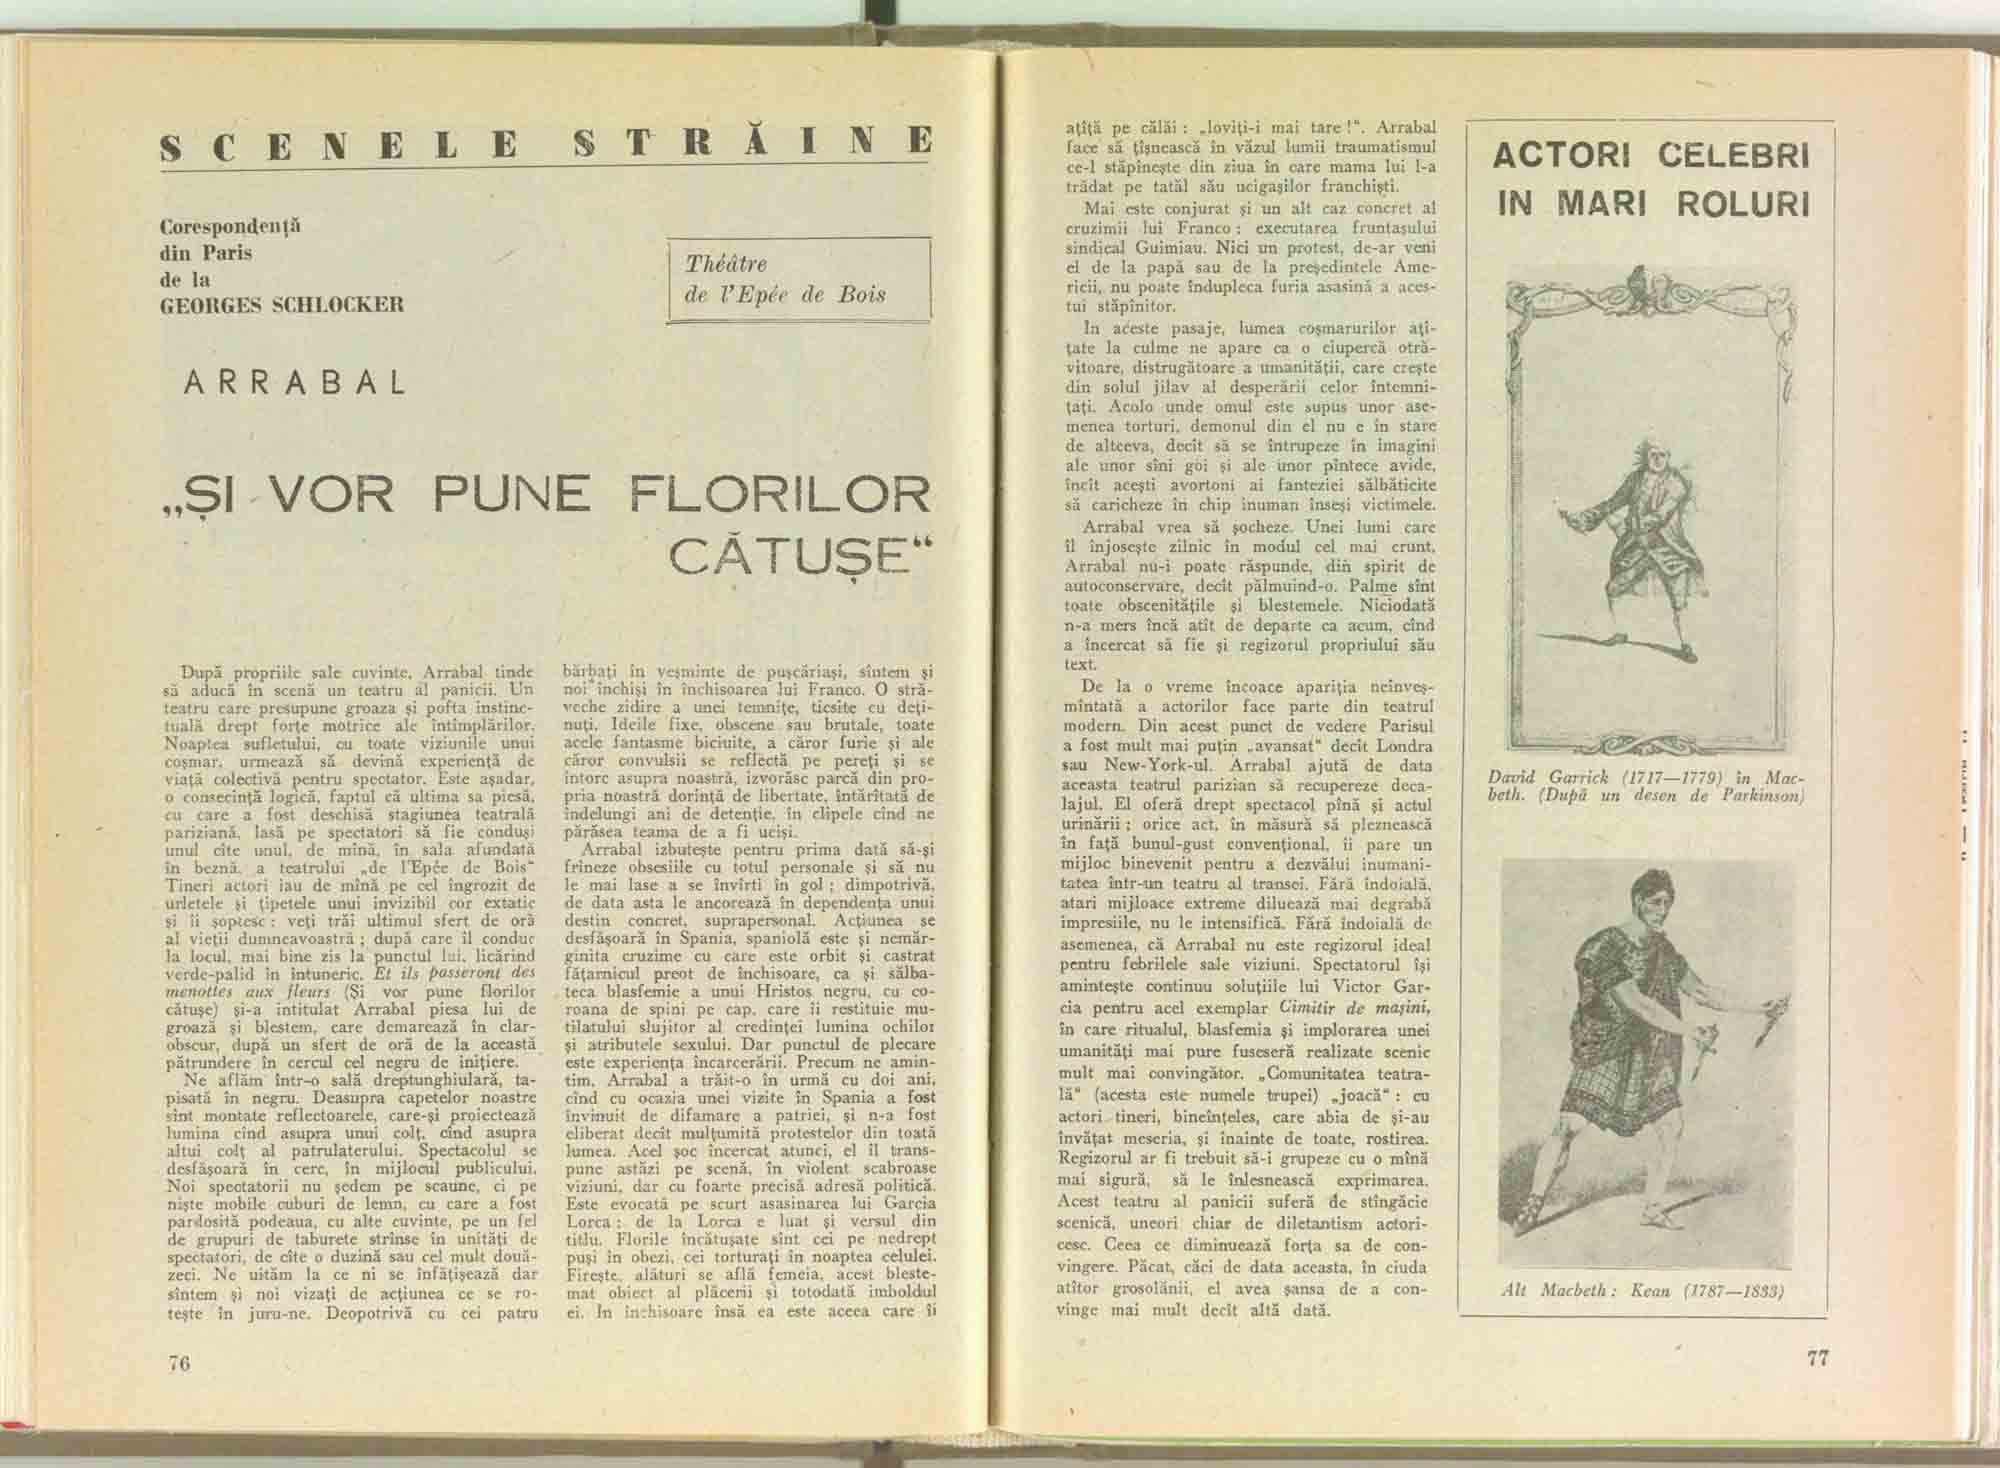 SCENELE STRĂINE
Corespondență
din Paris
de la
GEORGES SCHLOCKER
Théâtre
de l'Epée de Bois
ARRABAL
„ȘI VOR PUNE FLORILOR
CĂTUȘE“
După propriile sale cuvinte, Arrabal tinde
să aducă în scenă un teatru al panicii. Un
teatru care presupune groaza și pofta instinc-
tuală drept forțe motrice ale întîmplărilor.
Noaptea sufletului, cu toate viziunile unui
coșmar, urmează să devină experiență de
viață colectivă pentru spectator. Este așadar,
o consecință logică, faptul că ultima sa piesă,
cu care a fost deschisă stagiunea teatrală
pariziană, lasă pe spectatori să fie conduși
unul cîte unul, de mînă, în sala afundată
în beznă, a teatrului „de l'Epée de Bois“
Tineri actori iau de mînă pe cel îngrozit de
urletele și țipetele unui invizibil cor extatic
și îi șoptesc : veți trăi ultimul sfert de oră
al vieții dumneavoastră ; după care îl conduc
la locul, mai bine zis la punctul lui, licărind
verde-palid în întuneric. Et ils passeront des
menottes aux fleurs (Și vor pune florilor
cătușe) și-a intitulat Arrabal piesa lui de
groază și blestem, care demarează în clar-
obscur, după un sfert de oră de la această
pătrundere în cercul cel negru de inițiere.
Ne aflăm într-o sală dreptunghiulară, ta-
pisată în negru. Deasupra capetelor noastre
sînt montate reflectoarele, care-și proiectează
lumina cînd asupra unui colț, cînd asupra
altui colț al patrulaterului. Spectacolul se
desfășoară în cerc, în mijlocul publicului.
Noi spectatorii nu ședem pe scaune, ci pe
niște mobile cuburi de lemn, cu care a fost
pardosită podeaua, cu alte cuvinte, pe un fel
de grupuri de taburete strînse în unități de
spectatori, de cîte o duzină sau cel mult două-
zeci. Ne uităm la ce ni se înfățișează dar
sîntem și noi vizați de acțiunea ce se ro-
tește în juru-ne. Deopotrivă cu cei patru
bărbați în veșminte de pușcăriași, sîntem și
noi închiși în închisoarea lui Franco. O stră-
veche zidire a unei temnițe, ticsite cu deți-
nuți. Ideile fixe, obscene sau brutale, toate
acele fantasme biciuite, a căror furie și ale
căror convulsii se reflectă pe pereți și se
întorc asupra noastră, izvorăsc parcă din pro-
pria noastră dorință de libertate, întărîtată de
îndelungi ani de detenție, în clipele cînd ne
părăsea teama de a fi uciși.
Arrabal izbutește pentru prima dată să-și
frîneze obsesiile cu totul personale și să nu
le mai lase a se învîrti în gol ; dimpotrivă,
de data asta le ancorează în dependența unui
destin concret, suprapersonal. Acțiunea se
desfășoară în Spania, spaniolă este și nemăr-
ginita cruzime cu care este orbit și castrat
fățarnicul preot de închisoare, ca și sălba-
teca blasfemie a unui Hristos negru, cu co-
roana de spini pe cap, care îi restituie mu-
tilatului slujitor al credinței lumina ochilor
și atributele sexului. Dar punctul de plecare
este experiența încarcerării. Precum ne amin-
tim, Arrabal a trăit-o în urmă cu doi ani,
cînd cu ocazia unei vizite în Spania a fost
învinuit de difamare a patriei, și n-a fost
eliberat decît mulțumită protestelor din toată
lumea. Acel șoc încercat atunci, el îl trans-
pune astăzi pe scenă, în violent scabroase
viziuni, dar cu foarte precisă adresă politică.
Este evocată pe scurt asasinarea lui Garcia
Lorca ; de la Lorca e luat și versul din
titlu. Florile încătușate sînt cei pe nedrept
puși în obezi, cei torturați în noaptea celulei.
Firește, alături se află femeia, acest bleste-
mat obiect al plăcerii și totodată imboldul
ei. In închisoare însă ea este aceea care îi
76
ațîță pe călăi : „loviți-i mai tare !“. Arrabal
face să țîșnească în văzul lumii traumatismul
ce-l stăpînește din ziua în care mama lui l-a
trădat pe tatăl său ucigașilor franchiști.
Mai este conjurat și un alt caz concret al
cruzimii lui Franco : executarea fruntașului
sindical Guimiau. Nici un protest, de-ar veni
el de la papă sau de la președintele Ame-
ricii, nu poate îndupleca furia asasină a aces-
tui stăpînitor.
In aceste pasaje, lumea coșmarurilor ațî-
țate la culme ne apare ca o ciupercă otră-
vitoare, distrugătoare a umanității, care crește
din solul jilav al desperării celor întemni-
țați. Acolo unde omul este supus unor ase-
menea torturi, demonul din el nu e în stare
de altceva, decît să se întrupeze în imagini
ale unor sîni goi și ale unor pîntece avide,
încît acești avortoni ai fanteziei sălbăticite
să caricheze în chip inuman înseși victimele.
Arrabal vrea să șocheze. Unei lumi care
îl înjosește zilnic în modul cel mai crunt,
Arrabal nu-i poate răspunde, din spirit de
autoconservare, decît pălmuind-o. Palme sînt
toate obscenitățile și blestemele. Niciodată
n-a mers încă atît de departe ca acum, cînd
a încercat să fie și regizorul propriului său
text.
De la o vreme încoace apariția neînveș-
mîntată a actorilor face parte din teatrul
modern. Din acest punct de vedere Parisul
a fost mult mai puțin „avansat“ decît Londra
sau New-York-ul. Arrabal ajută de data
aceasta teatrul parizian să recupereze deca-
lajul. El oferă drept spectacol pînă și actul
urinării ; orice act, în măsură să pleznească
în față bunul-gust convențional, îi pare un
mijloc binevenit pentru a dezvălui inumani-
tatea într-un teatru al transei. Fără îndoială,
atari mijloace extreme diluează mai degrabă
impresiile, nu le intensifică. Fără îndoială de
asemenea, că Arrabal nu este regizorul ideal
pentru febrilele sale viziuni. Spectatorul își
amintește continuu soluțiile lui Victor Gar-
cia pentru acel exemplar Cimitir de mașini,
în care ritualul, blasfemia și implorarea unei
umanități mai pure fuseseră realizate scenic
mult mai convingător. „Comunitatea teatra-
lă“ (acesta este numele trupei) „joacă“ : cu
actori tineri, bineînțeles, care abia de și-au
învățat meseria, și înainte de toate, rostirea.
Regizorul ar fi trebuit să-i grupeze cu o mînă
mai sigură, să le înlesnească exprimarea.
Acest teatru al panicii suferă de stîngăcie
scenică, uneori chiar de diletantism actori-
cesc. Ceea ce diminuează forța sa de con-
vingere. Păcat, căci de data aceasta, în ciuda
atîtor grosolănii, el avea șansa de a con-
vinge mai mult decît altă dată.
ACTORI CELEBRI
IN MARI ROLURI
David Garrick (1717—1779) în Mac-
beth. (După un desen de Parkinson)
Alt Macbeth : Kean (1787—1833)
77